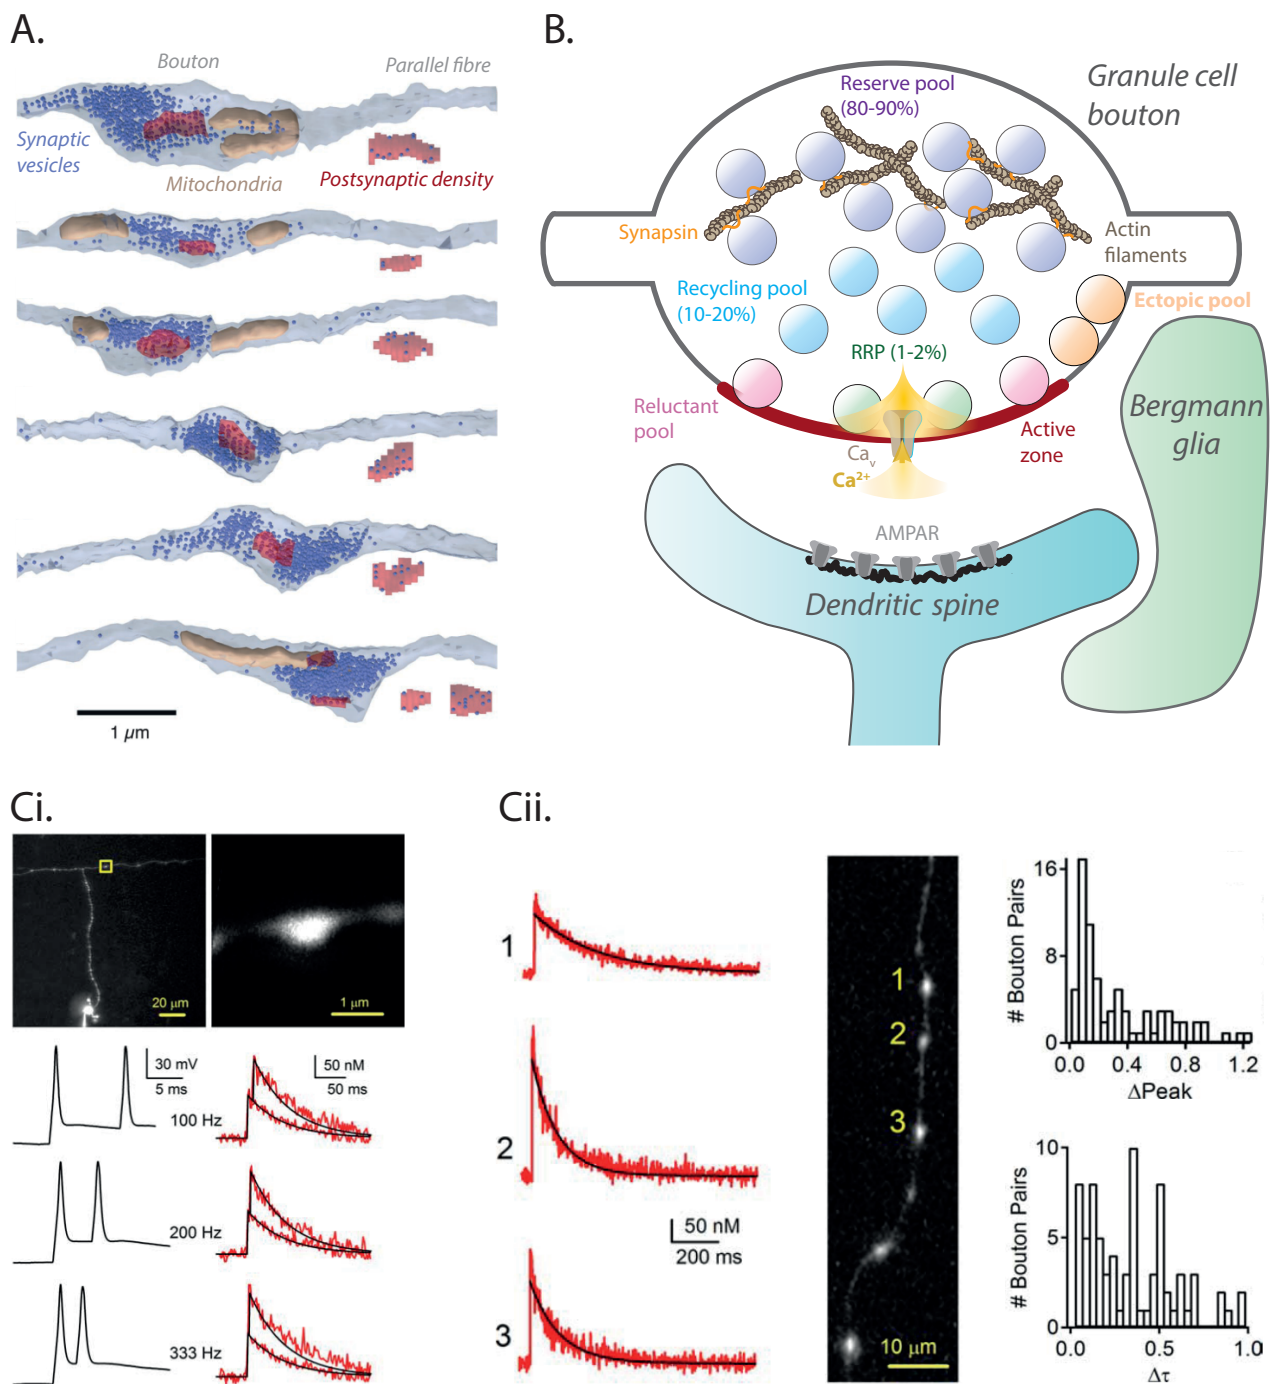 A.
Bouton
Parallel fibre
Synaptic
vesicles
Mitochondria
Postsynaptic density
1 μm
B.
Reserve pool
(80-90%)
Granule cell
bouton
Synapsin
Actin
filaments
Recycling pool
(10-20%)
Ectopic pool
RRP (1-2%)
Reluctant
pool
Active
zone
Bergmann
glia
Cav
Ca2+
AMPAR
Dendritic spine
Ci.
20 μm
1 μm
30 mV
5 ms
50 nM
50 ms
100 Hz
200 Hz
333 Hz
Cii.
1
2
3
50 nM
200 ms
1
2
3
10 μm
# Bouton Pairs
16
8
0
0.0 0.4 0.8 1.2
ΔPeak
# Bouton Pairs
10
5
0
0.0 0.5 1.0
Δτ